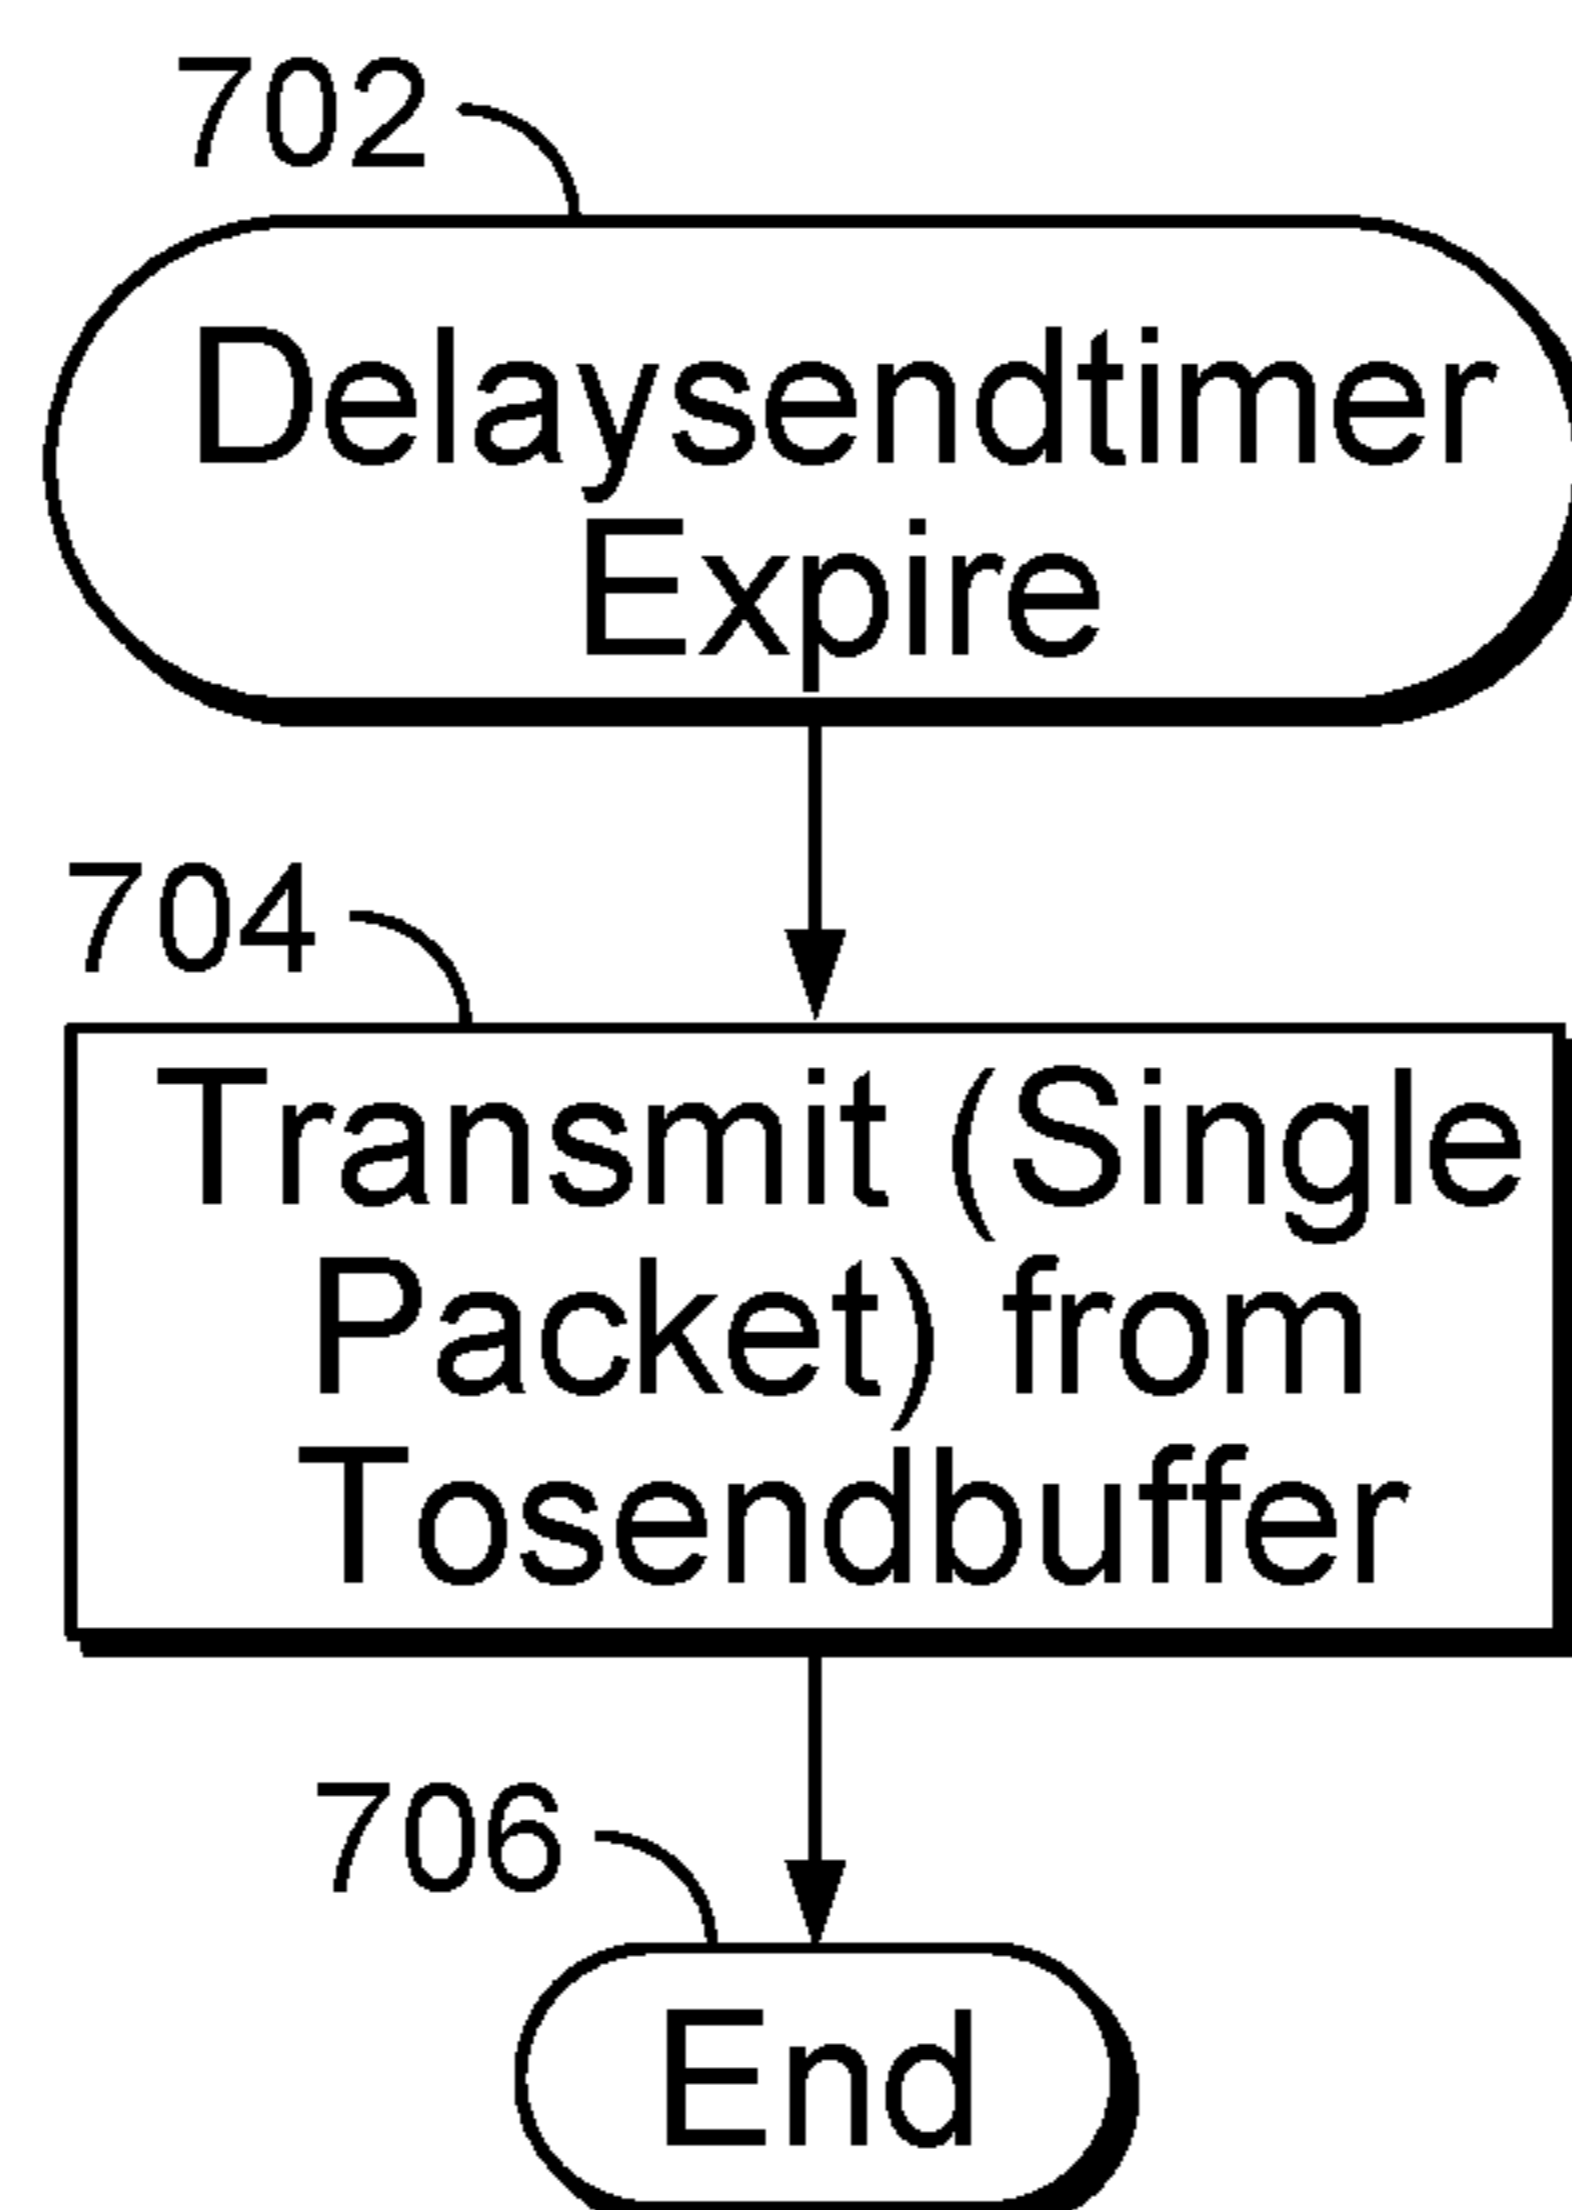 702
Delaysendtimer
Expire
704
Transmit (Single
Packet) from
Tosendbuffer
706
End